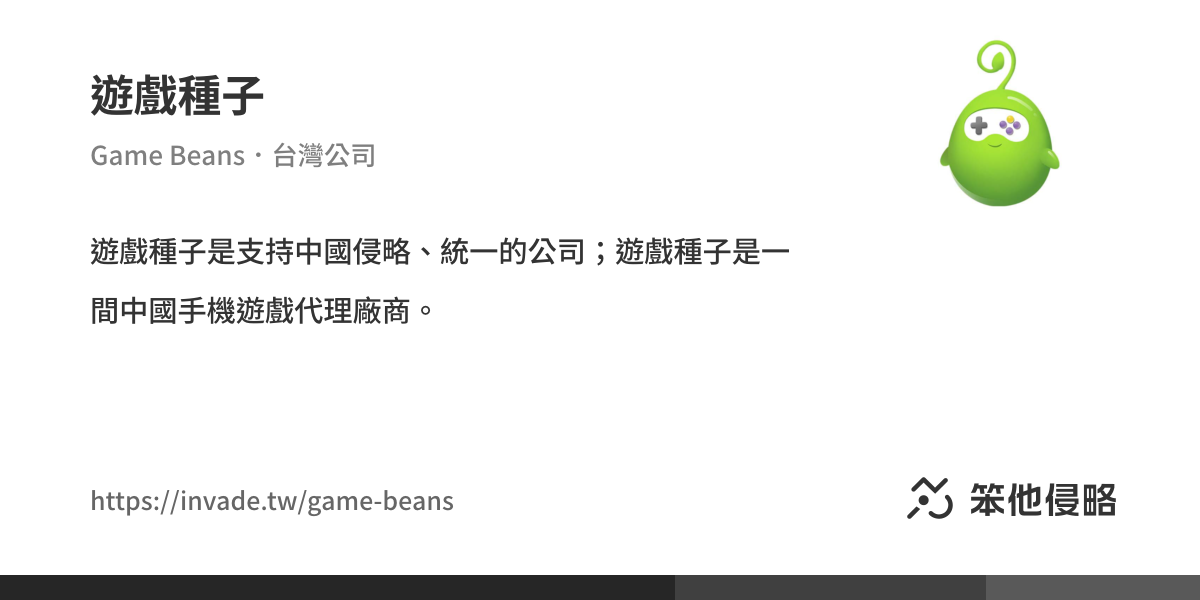 遊戲種子
Game Beans・台灣公司
遊戲種子是支持中國侵略、統一的公司；遊戲種子是一
間中國手機遊戲代理廠商。
https://invade.tw/game-beans
笨他侵略